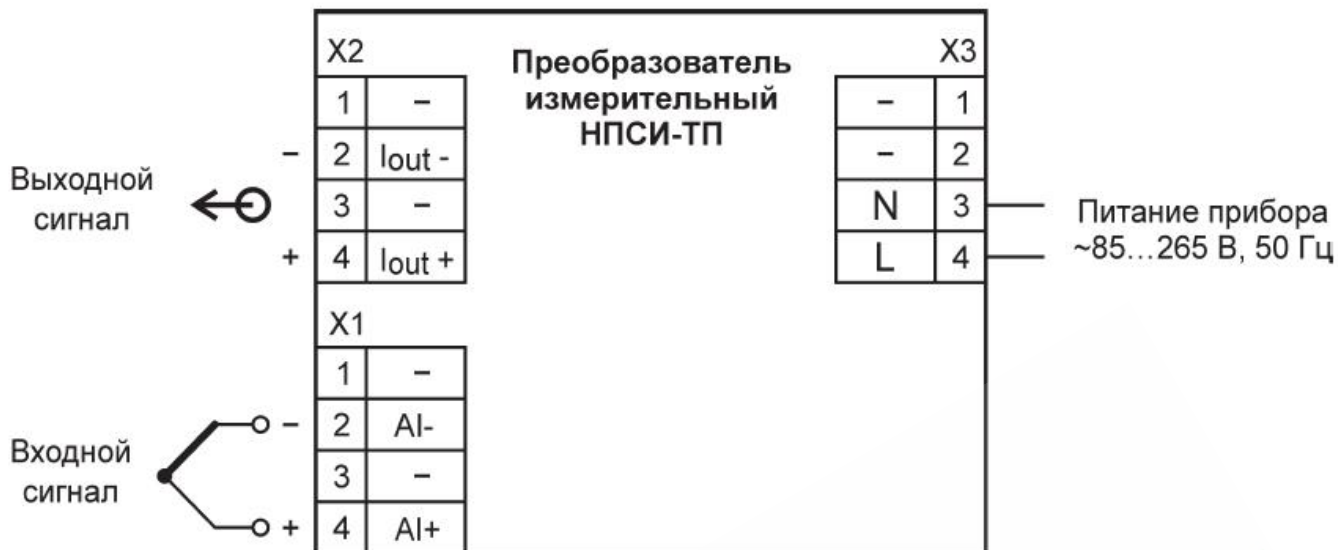 X2
Преобразователь
измерительный
НПСИ-ТП
X3
1 –
– 1
– 2 Iout -
– 2
Выходной
сигнал
3 –
N 3
Питание прибора
~85...265 В, 50 Гц
+ 4 Iout +
L 4
X1
1 –
– 2 AI-
Входной
сигнал
3 –
+ 4 AI+